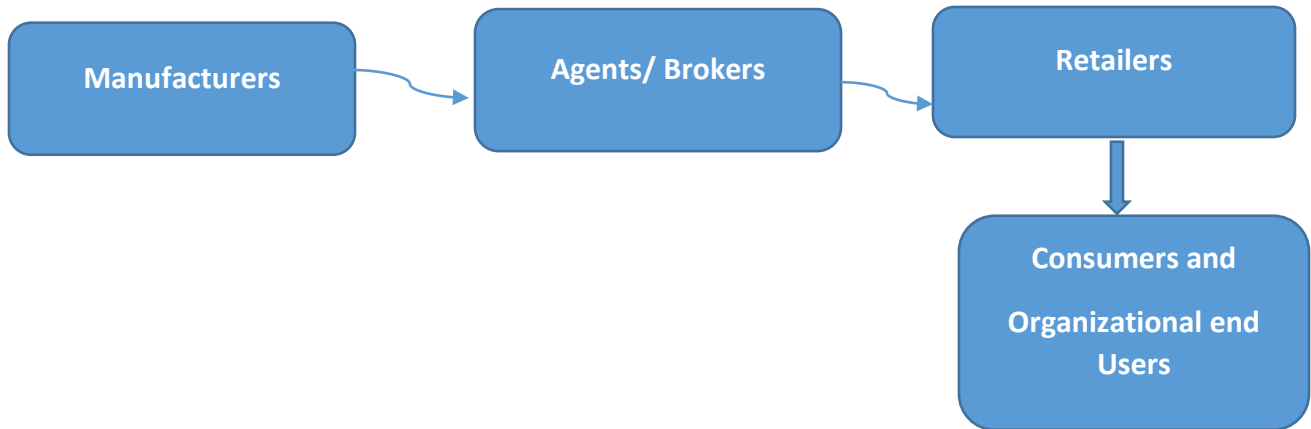 Manufacturers
Agents/ Brokers
Retailers
Consumers and
Organizational end
Users